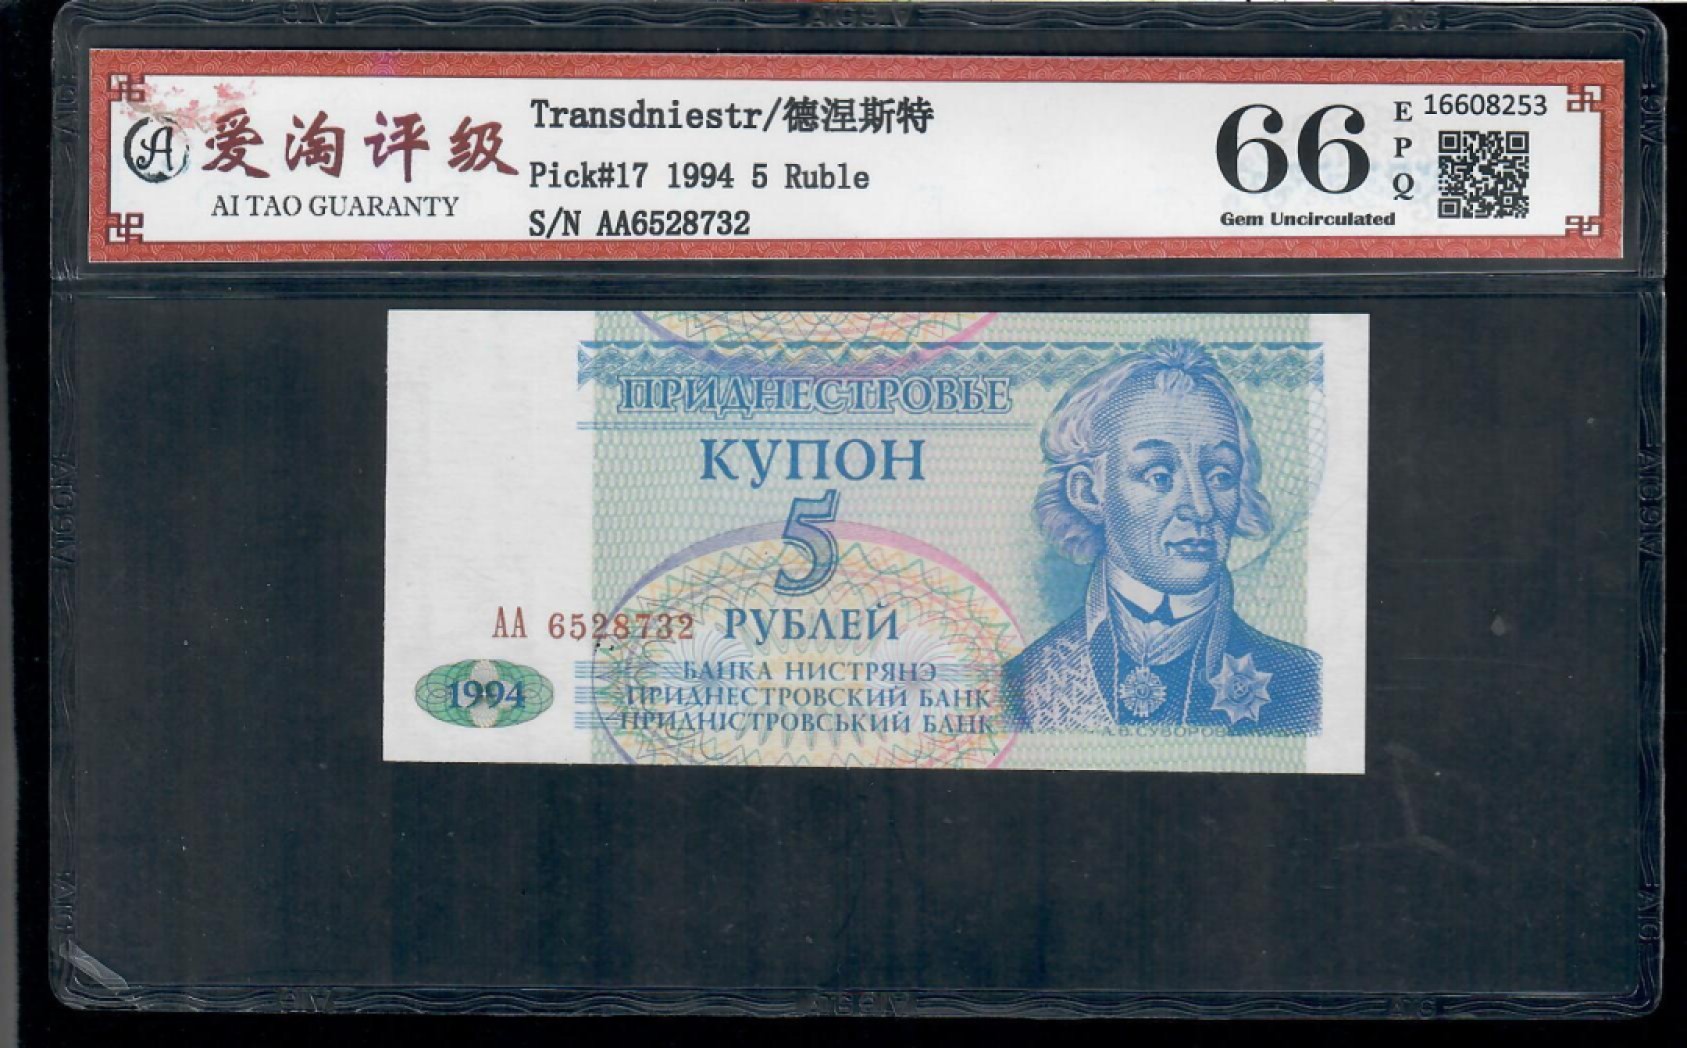 爱淘评级
AI TAO GUARANTY
Transdniestr/德涅斯特
Pick#17 1994 5 Ruble
S/N AA6528732
66
EPQ
Gem Uncirculated
16608253
ПРИДНЕСТРОВЬЕ
КУПОН
5
РУБЛЕЙ
АА 6528732
1994
БАНКА НИСТРЯНЭ
ПРИДНЕСТРОВСКИЙ БАНК
ПРИДНІСТРОВСЬКИЙ БАНК
А.В.СУВОРОВ